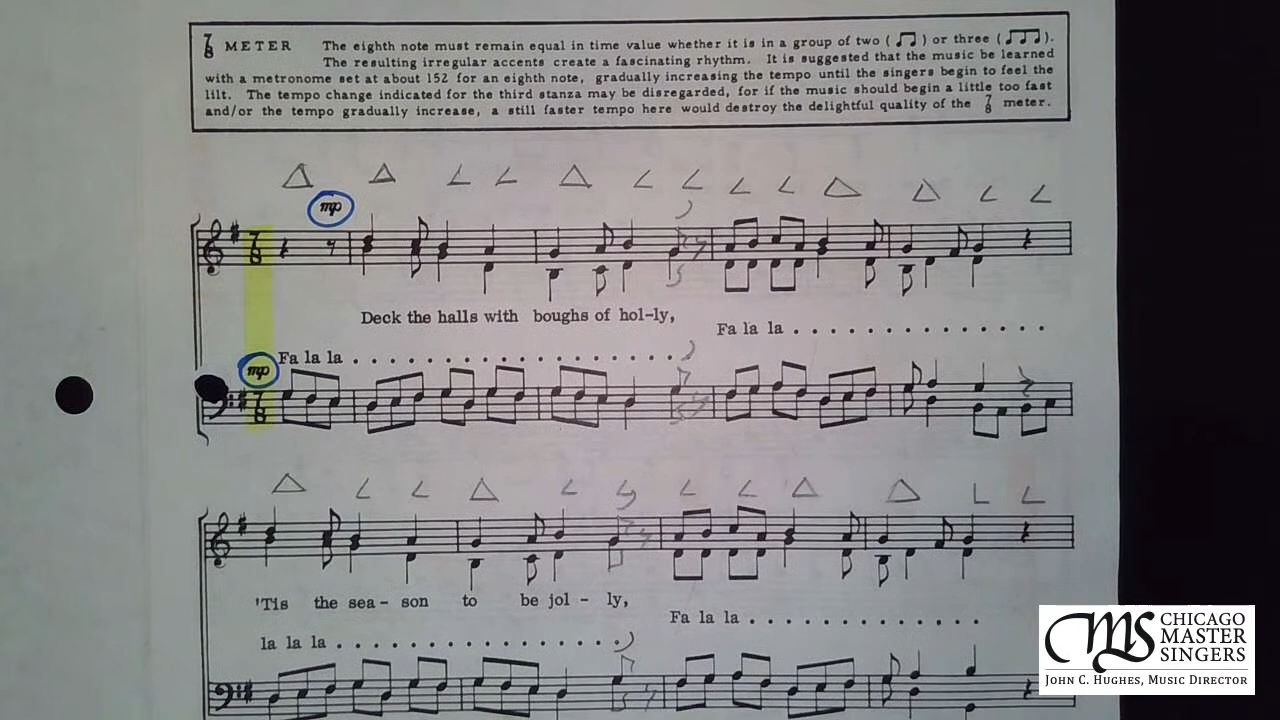 7/8 METER The eighth note must remain equal in time value whether it is in a group of two (♫) or three (♫♪).
The resulting irregular accents create a fascinating rhythm. It is suggested that the music be learned
with a metronome set at about 152 for an eighth note, gradually increasing the tempo until the singers begin to feel the
lilt. The tempo change indicated for the third stanza may be disregarded, for if the music should begin a little too fast
and/or the tempo gradually increase, a still faster tempo here would destroy the delightful quality of the 7/8 meter.
mp
7/8
Deck the halls with boughs of hol-ly,
Fa la la . . . . . . . . . . . . . .
Fa la la . . . . . . . . . . . . . . . . . .
mp
7/8
'Tis the sea - son to be jol - ly,
Fa la la . . . . . . . . . . . . .
la la la . . . . . . . . . . . . . . . . .
CMS CHICAGO
MASTER
SINGERS
JOHN C. HUGHES, MUSIC DIRECTOR